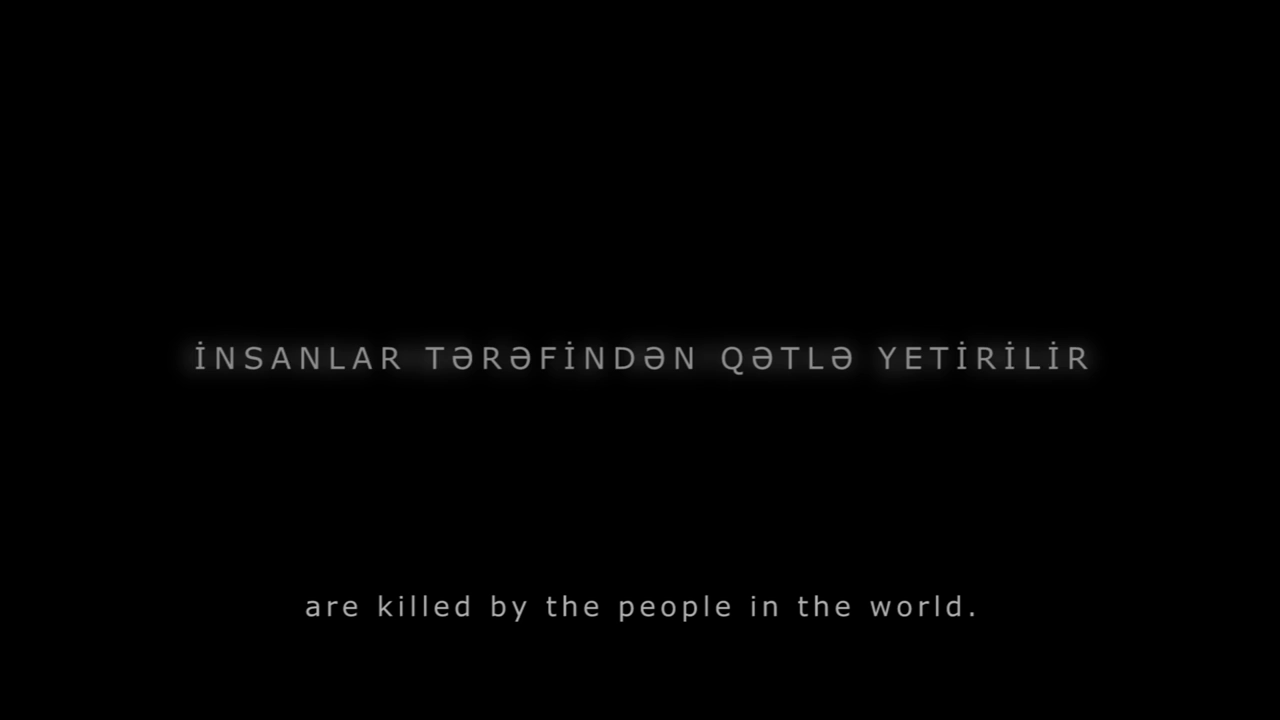 İNSANLAR TƏRƏFİNDƏN QƏTLƏ YETİRİLİR
are killed by the people in the world.